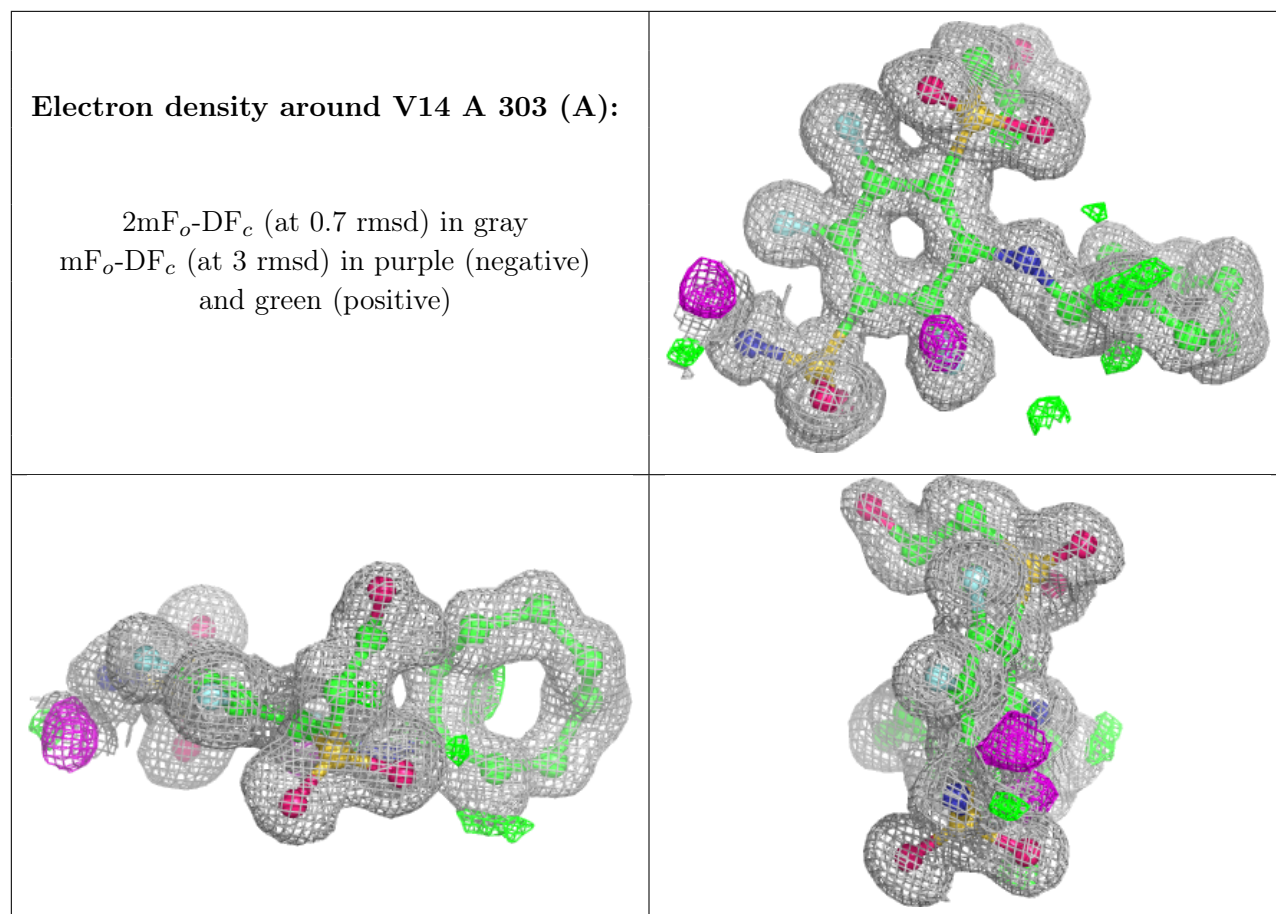 Electron density around V14 A 303 (A):
2mFo-DFc (at 0.7 rmsd) in gray
mFo-DFc (at 3 rmsd) in purple (negative)
and green (positive)